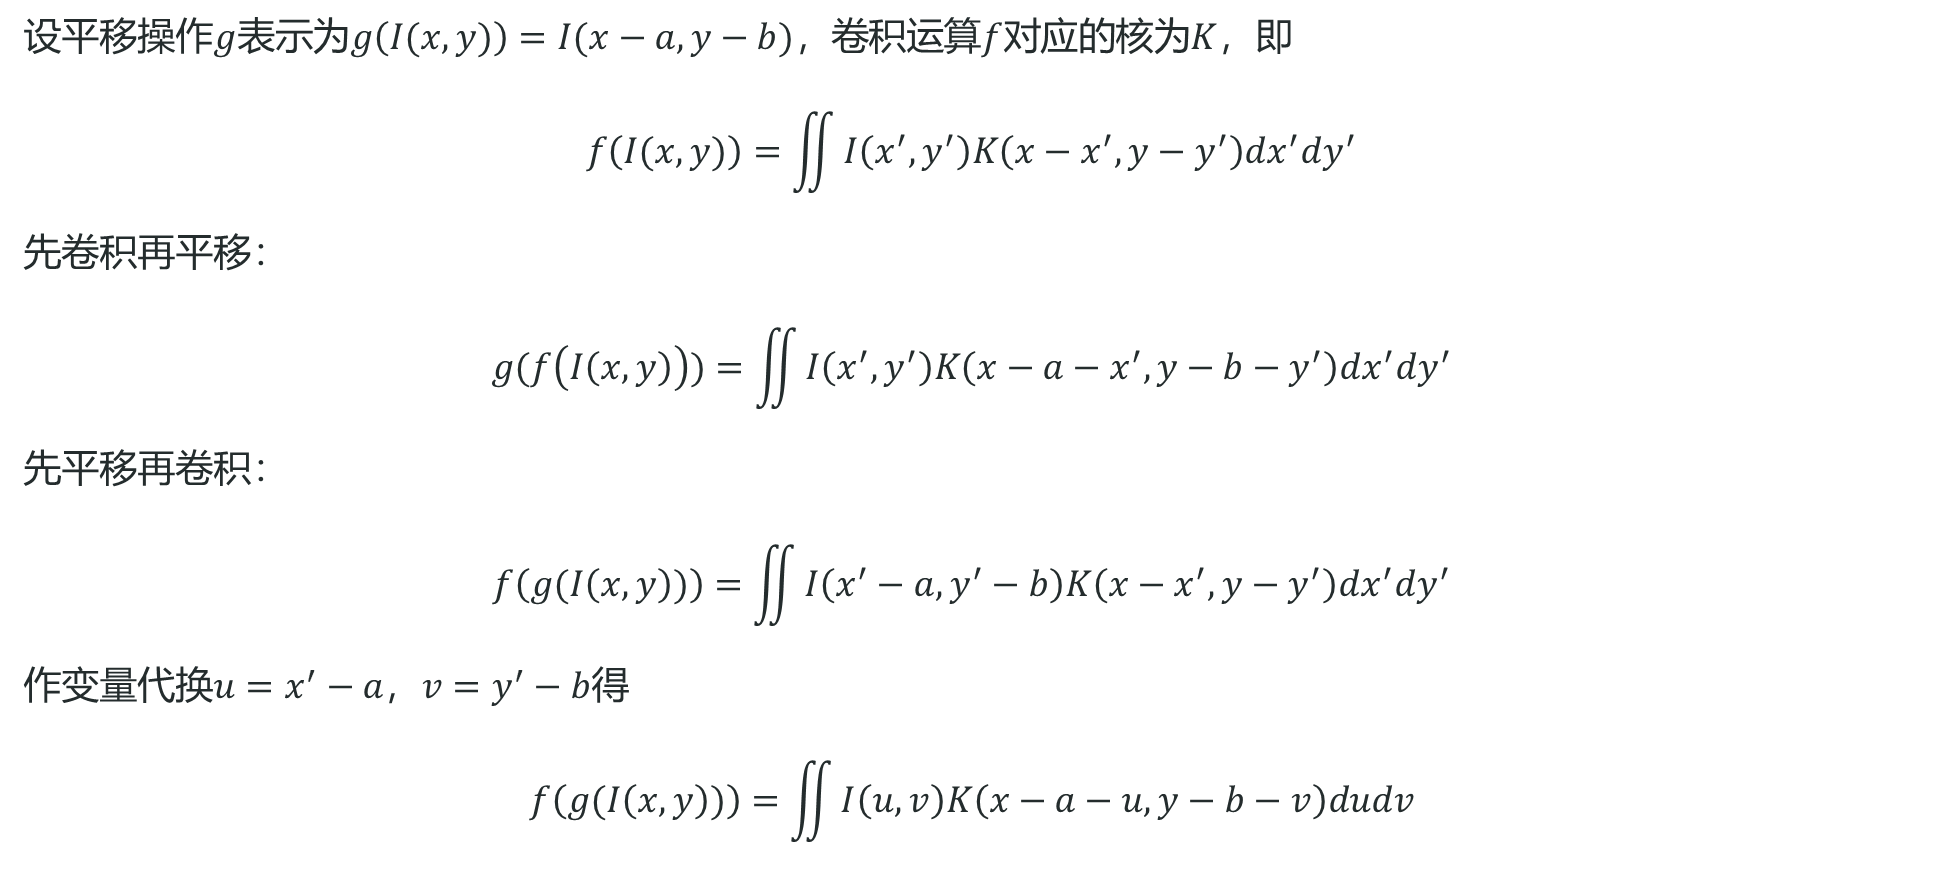 设平移操作g表示为g(I(x, y)) = I(x − a, y − b)，卷积运算f对应的核为K，即
f(I(x, y)) = ∬ I(x′, y′)K(x − x′, y − y′)dx′dy′
先卷积再平移：
g(f(I(x, y))) = ∬ I(x′, y′)K(x − a − x′, y − b − y′)dx′dy′
先平移再卷积：
f(g(I(x, y))) = ∬ I(x′ − a, y′ − b)K(x − x′, y − y′)dx′dy′
作变量代换u = x′ − a，v = y′ − b得
f(g(I(x, y))) = ∬ I(u, v)K(x − a − u, y − b − v)dudv